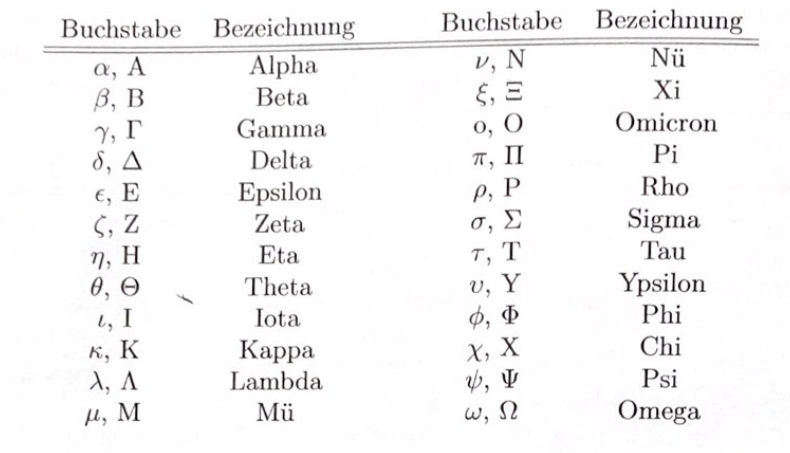 Buchstabe Bezeichnung Buchstabe Bezeichnung
α, A Alpha ν, N Nü
β, B Beta ξ, Ξ Xi
γ, Γ Gamma o, O Omicron
δ, Δ Delta π, Π Pi
ϵ, E Epsilon ρ, P Rho
ζ, Z Zeta σ, Σ Sigma
η, H Eta τ, T Tau
θ, Θ Theta υ, Υ Ypsilon
ι, I Iota ϕ, Φ Phi
κ, K Kappa χ, X Chi
λ, Λ Lambda ψ, Ψ Psi
μ, M Mü ω, Ω Omega